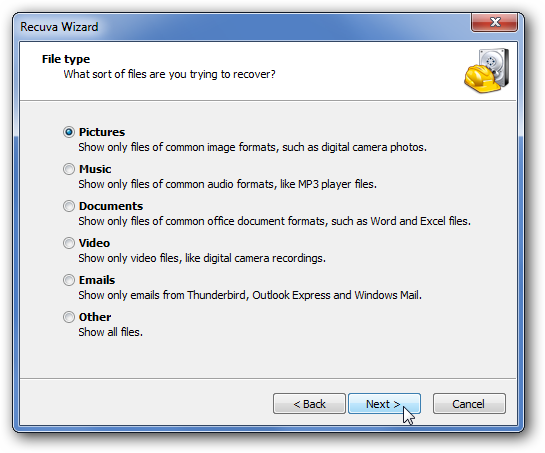 Recuva Wizard
File type
What sort of files are you trying to recover?
Pictures
Show only files of common image formats, such as digital camera photos.
Music
Show only files of common audio formats, like MP3 player files.
Documents
Show only files of common office document formats, such as Word and Excel files.
Video
Show only video files, like digital camera recordings.
Emails
Show only emails from Thunderbird, Outlook Express and Windows Mail.
Other
Show all files.
< Back Next > Cancel